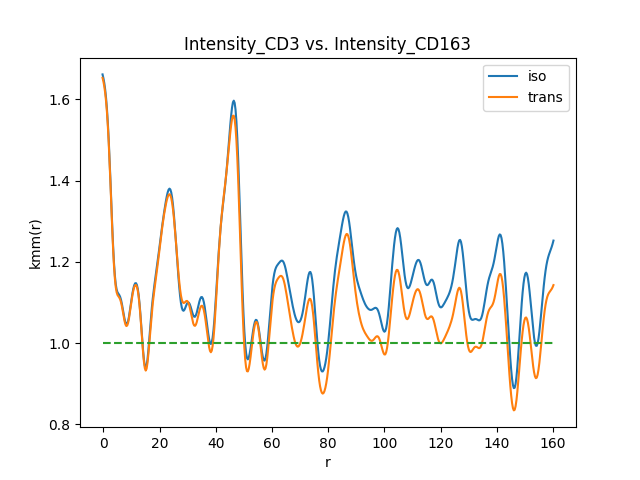 Intensity_CD3 vs. Intensity_CD163
iso
trans
kmm(r)
1.6
1.4
1.2
1.0
0.8
0 20 40 60 80 100 120 140 160
r